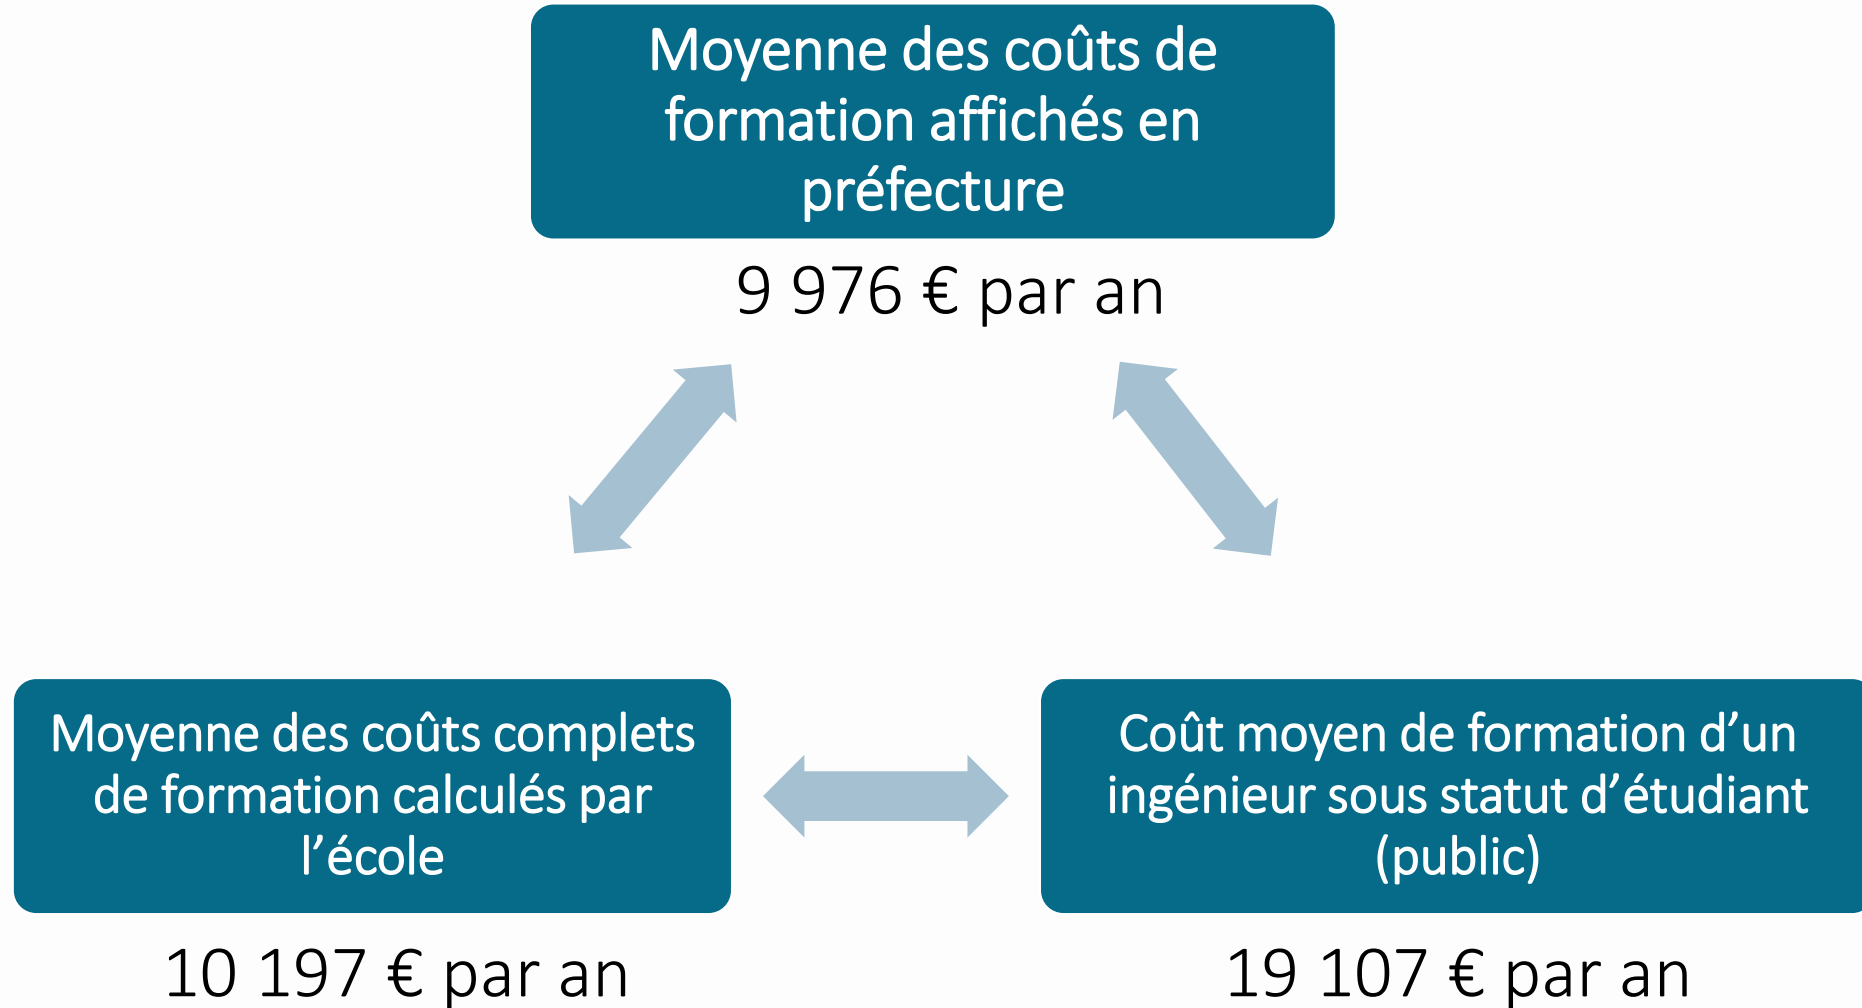 Moyenne des coûts de
formation affichés en
préfecture
9 976 € par an
Moyenne des coûts complets
de formation calculés par
l’école
10 197 € par an
Coût moyen de formation d’un
ingénieur sous statut d’étudiant
(public)
19 107 € par an